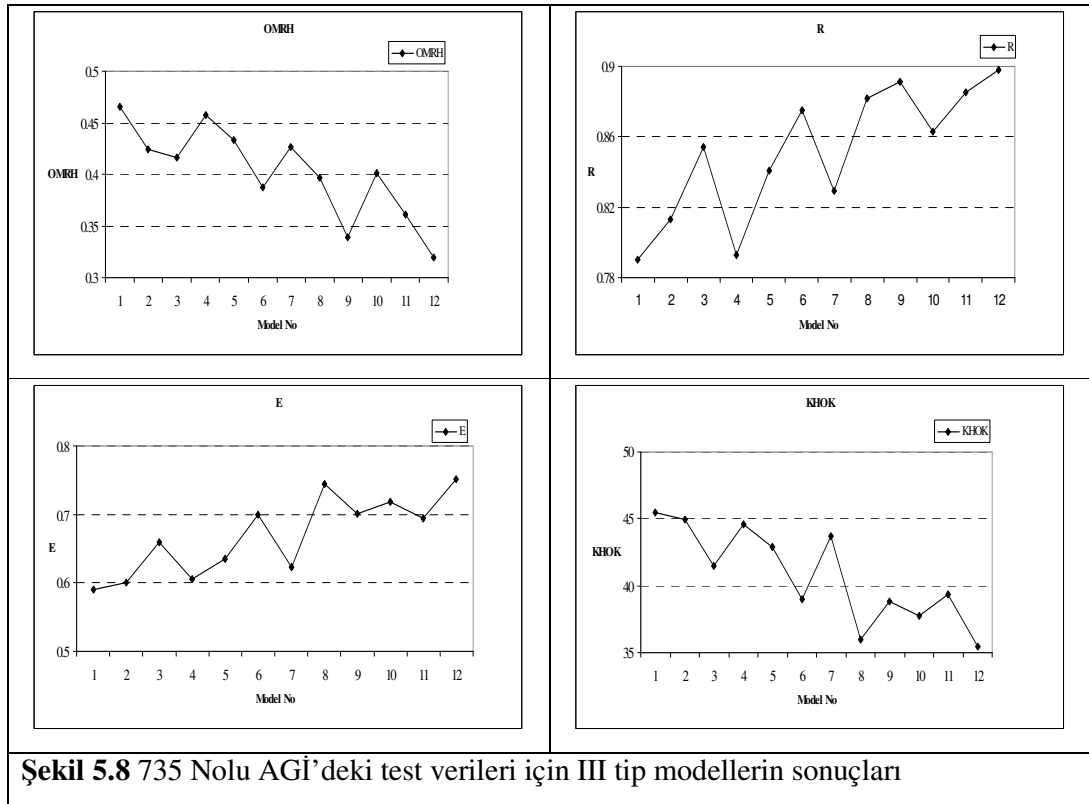 OMRH
OMRH
0.5
0.45
0.4
0.35
0.3
OMRH
1 2 3 4 5 6 7 8 9 10 11 12
Model No
R
R
0.9
0.86
0.82
0.78
R
1 2 3 4 5 6 7 8 9 10 11 12
Model No
E
E
0.8
0.7
0.6
0.5
E
1 2 3 4 5 6 7 8 9 10 11 12
Model No
KHOK
KHOK
50
45
40
35
KHOK
1 2 3 4 5 6 7 8 9 10 11 12
Model No
Şekil 5.8 735 Nolu AGİ’deki test verileri için III tip modellerin sonuçları